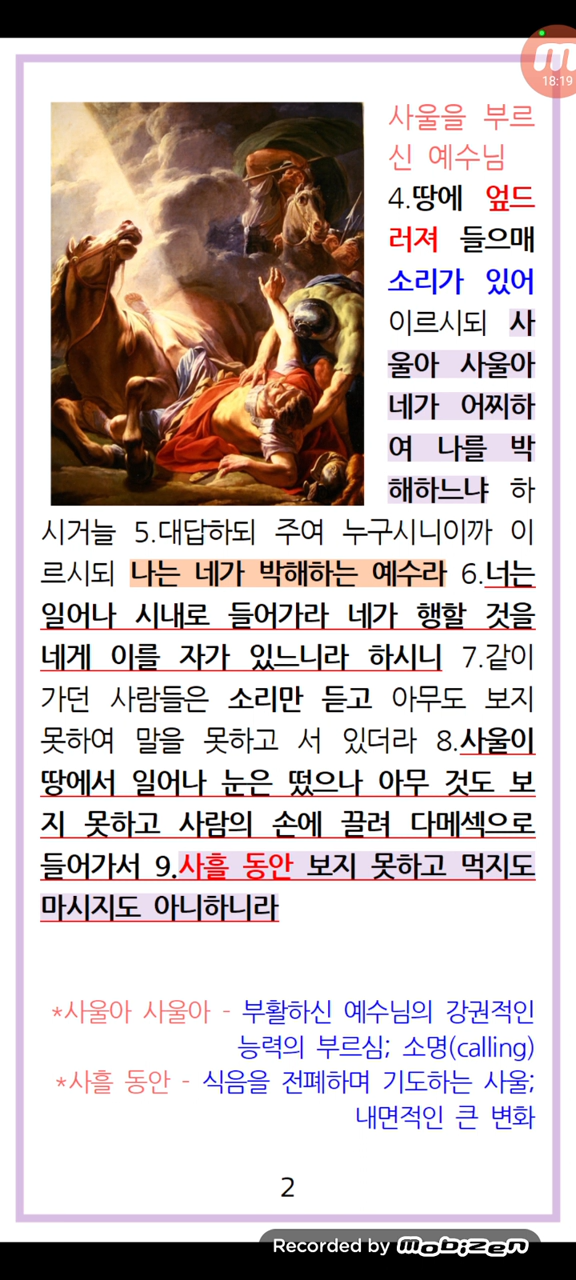 18:19
사울을 부르
신 예수님
4.땅에 엎드
러져 들으매
소리가 있어
이르시되 사
울아 사울아
네가 어찌하
여 나를 박
해하느냐 하
시거늘 5.대답하되 주여 누구시니이까 이
르시되 나는 네가 박해하는 예수라 6.너는
일어나 시내로 들어가라 네가 행할 것을
네게 이를 자가 있느니라 하시니 7.같이
가던 사람들은 소리만 듣고 아무도 보지
못하여 말을 못하고 서 있더라 8.사울이
땅에서 일어나 눈은 떴으나 아무 것도 보
지 못하고 사람의 손에 끌려 다메섹으로
들어가서 9.사흘 동안 보지 못하고 먹지도
마시지도 아니하니라
*사울아 사울아 - 부활하신 예수님의 강권적인
능력의 부르심; 소명(calling)
*사흘 동안 - 식음을 전폐하며 기도하는 사울;
내면적인 큰 변화
2
Recorded by mobizen